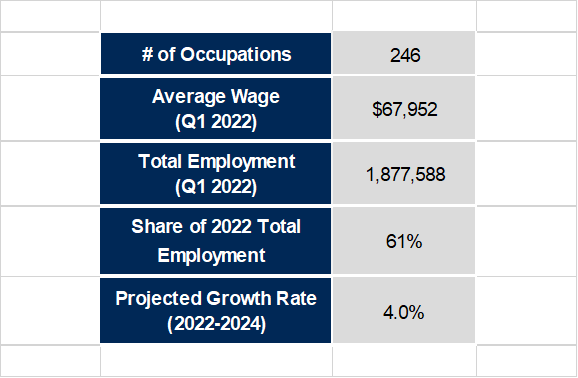 # of Occupations
246
Average Wage
(Q1 2022)
$67,952
Total Employment
(Q1 2022)
1,877,588
Share of 2022 Total
Employment
61%
Projected Growth Rate
(2022-2024)
4.0%